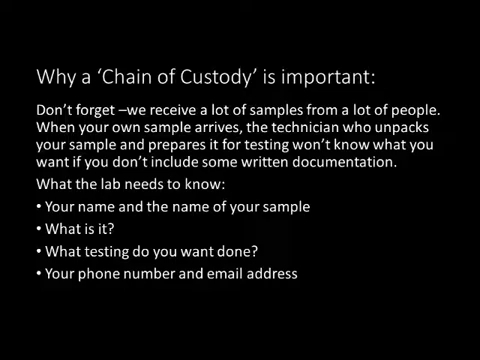 Why a ‘Chain of Custody’ is important:
Don’t forget –we receive a lot of samples from a lot of people.
When your own sample arrives, the technician who unpacks
your sample and prepares it for testing won’t know what you
want if you don’t include some written documentation.
What the lab needs to know:
• Your name and the name of your sample
• What is it?
• What testing do you want done?
• Your phone number and email address